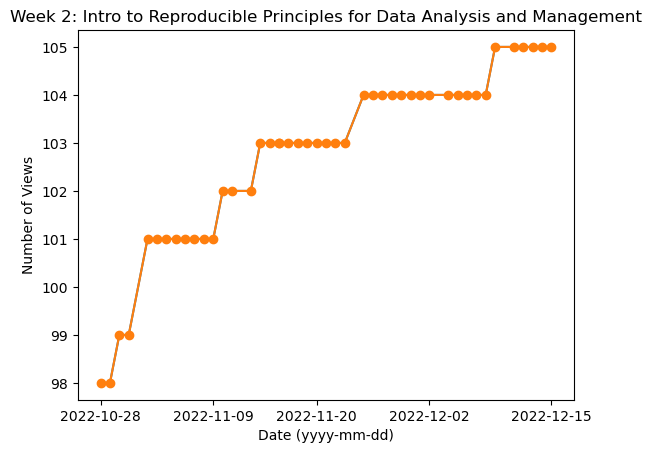 Week 2: Intro to Reproducible Principles for Data Analysis and Management
105
104
103
102
101
100
99
98
Number of Views
2022-10-28 2022-11-09 2022-11-20 2022-12-02 2022-12-15
Date (yyyy-mm-dd)